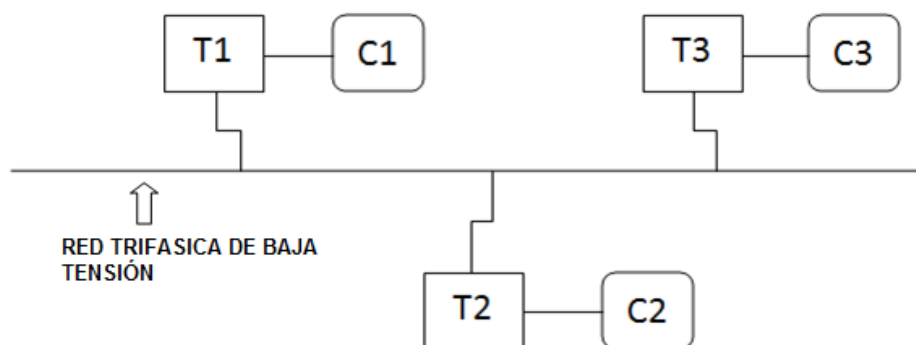 T1
C1
T3
C3
RED TRIFASICA DE BAJA
TENSIÓN
T2
C2